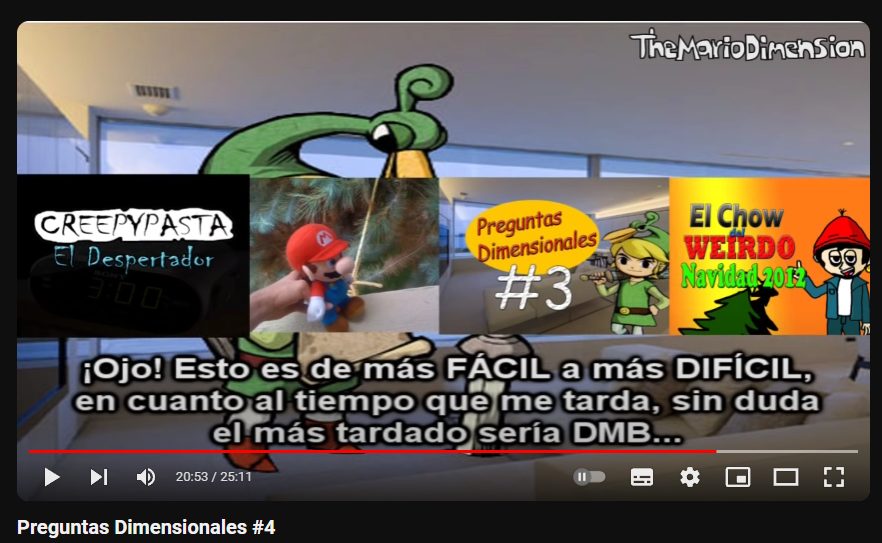 TheMarioDimension
CREEPYPASTA
El Despertador
3:00
Preguntas
Dimensionales
#3
El Chow
del
WEIRDO
Navidad 2012
¡Ojo! Esto es de más FÁCIL a más DIFÍCIL,
en cuanto al tiempo que me tarda, sin duda
el más tardado sería DMB...
20:53 / 25:11
Preguntas Dimensionales #4